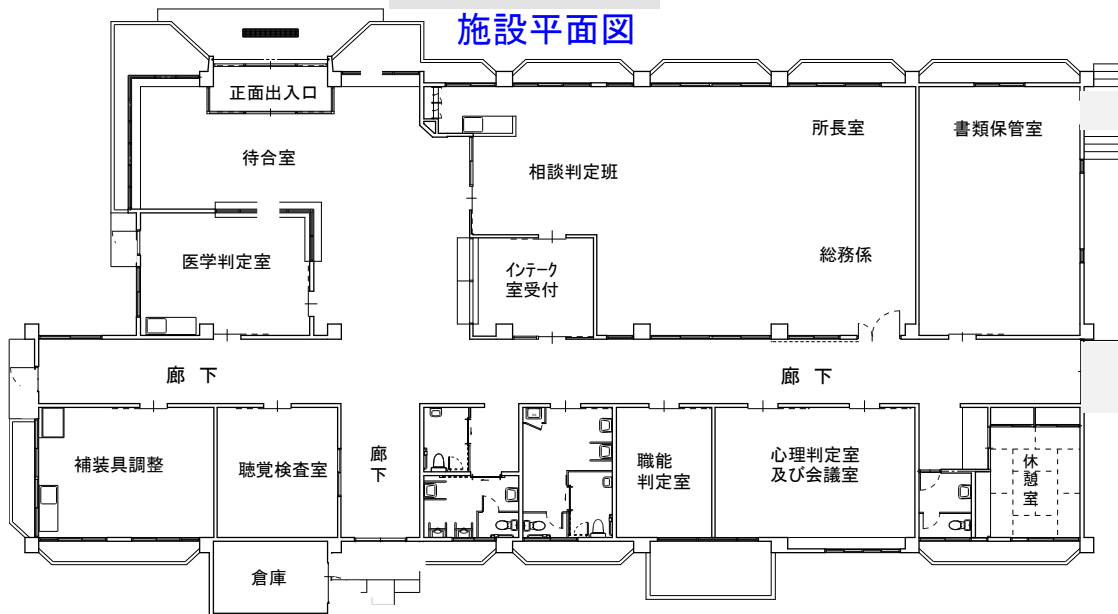 施設平面図
正面出入口
待合室
相談判定班
所長室
書類保管室
医学判定室
インテーク
室受付
総務係
廊 下
廊 下
補装具調整
聴覚検査室
廊
下
職能
判定室
心理判定室
及び会議室
休
憩
室
倉庫